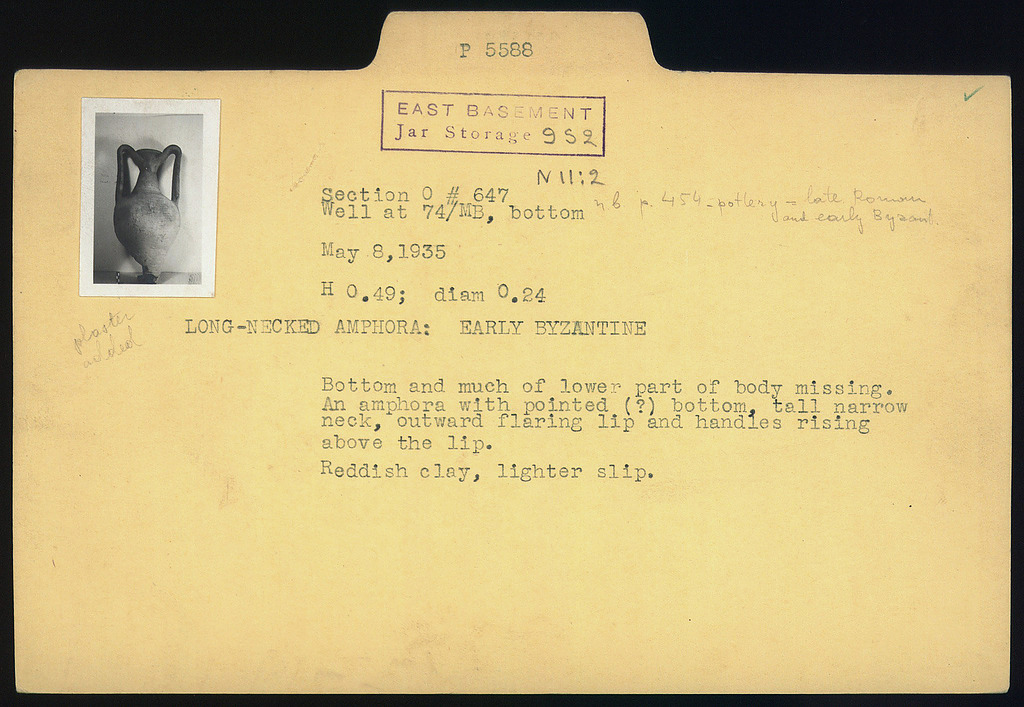 P 5588
EAST BASEMENT
Jar Storage 952
N 11:2
Section O # 647
Well at 74/MB, bottom
n.b. p. 454 - pottery = late Roman
and early Byzant.
May 8,1935
H 0.49; diam 0.24
plaster
added
LONG-NECKED AMPHORA: EARLY BYZANTINE
Bottom and much of lower part of body missing.
An amphora with pointed (?) bottom, tall narrow
neck, outward flaring lip and handles rising
above the lip.
Reddish clay, lighter slip.